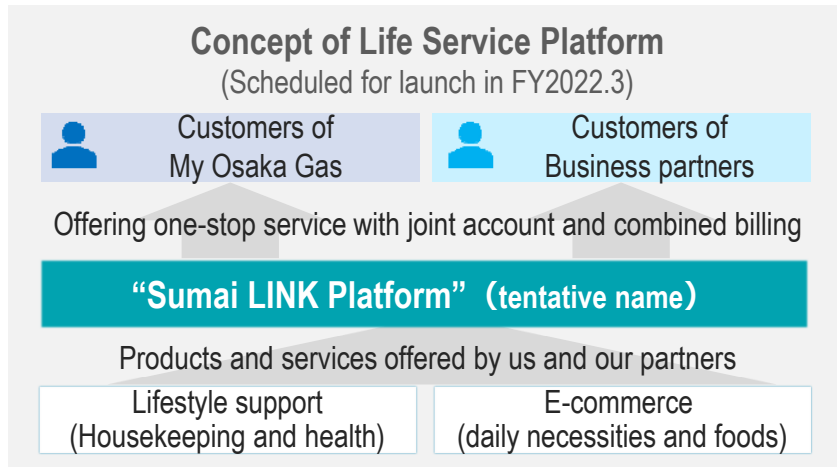 Concept of Life Service Platform
(Scheduled for launch in FY2022.3)
Customers of
My Osaka Gas
Customers of
Business partners
Offering one-stop service with joint account and combined billing
“Sumai LINK Platform”（tentative name）
Products and services offered by us and our partners
Lifestyle support
(Housekeeping and health)
E-commerce
(daily necessities and foods)